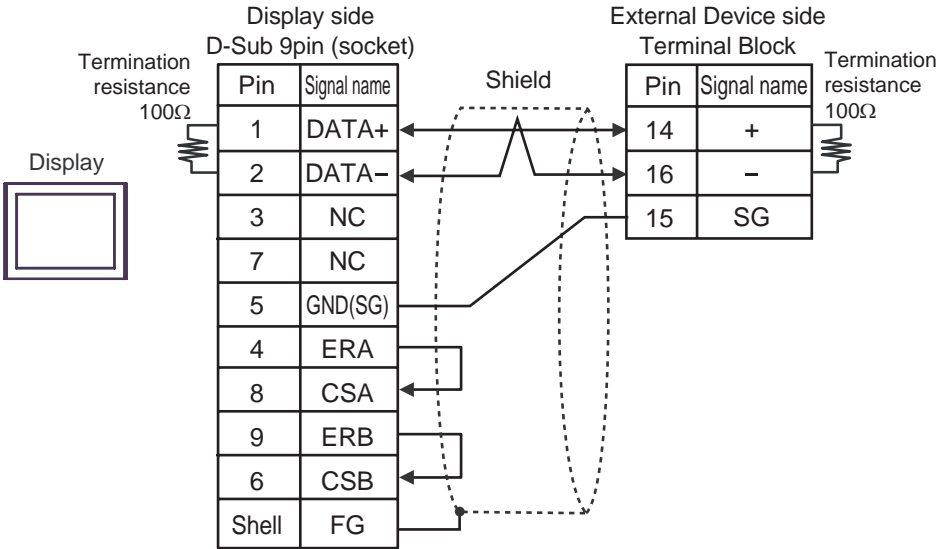 Display side
D-Sub 9pin (socket)
External Device side
Terminal Block
Termination
resistance
100Ω
Shield
Termination
resistance
100Ω
Display
Pin Signal name
1 DATA+
2 DATA−
3 NC
7 NC
5 GND(SG)
4 ERA
8 CSA
9 ERB
6 CSB
Shell FG
Pin Signal name
14 +
16 −
15 SG